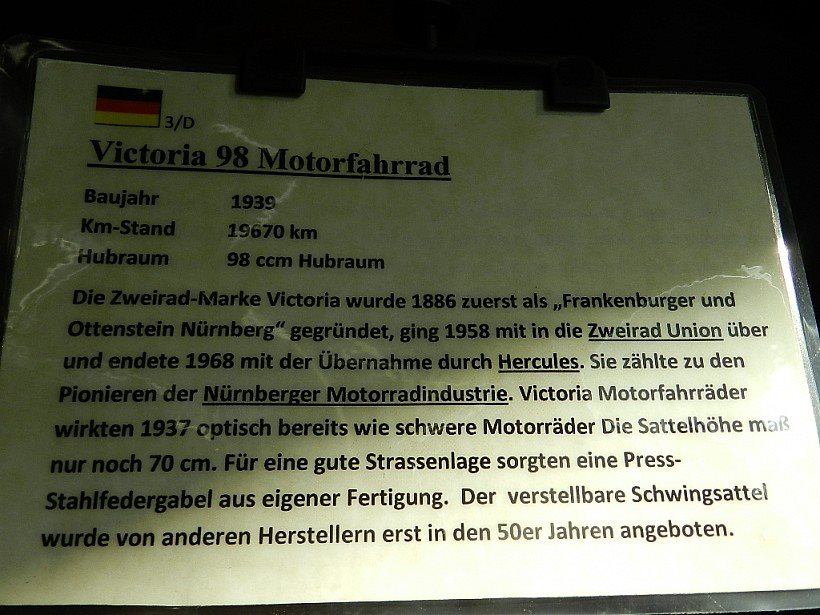 3/D
Victoria 98 Motorfahrrad
Baujahr 1939
Km-Stand 19670 km
Hubraum 98 ccm Hubraum
Die Zweirad-Marke Victoria wurde 1886 zuerst als „Frankenburger und
Ottenstein Nürnberg“ gegründet, ging 1958 mit in die Zweirad Union über
und endete 1968 mit der Übernahme durch Hercules. Sie zählte zu den
Pionieren der Nürnberger Motorradindustrie. Victoria Motorfahrräder
wirkten 1937 optisch bereits wie schwere Motorräder Die Sattelhöhe maß
nur noch 70 cm. Für eine gute Strassenlage sorgten eine Press-
Stahlfedergabel aus eigener Fertigung. Der verstellbare Schwingsattel
wurde von anderen Herstellern erst in den 50er Jahren angeboten.